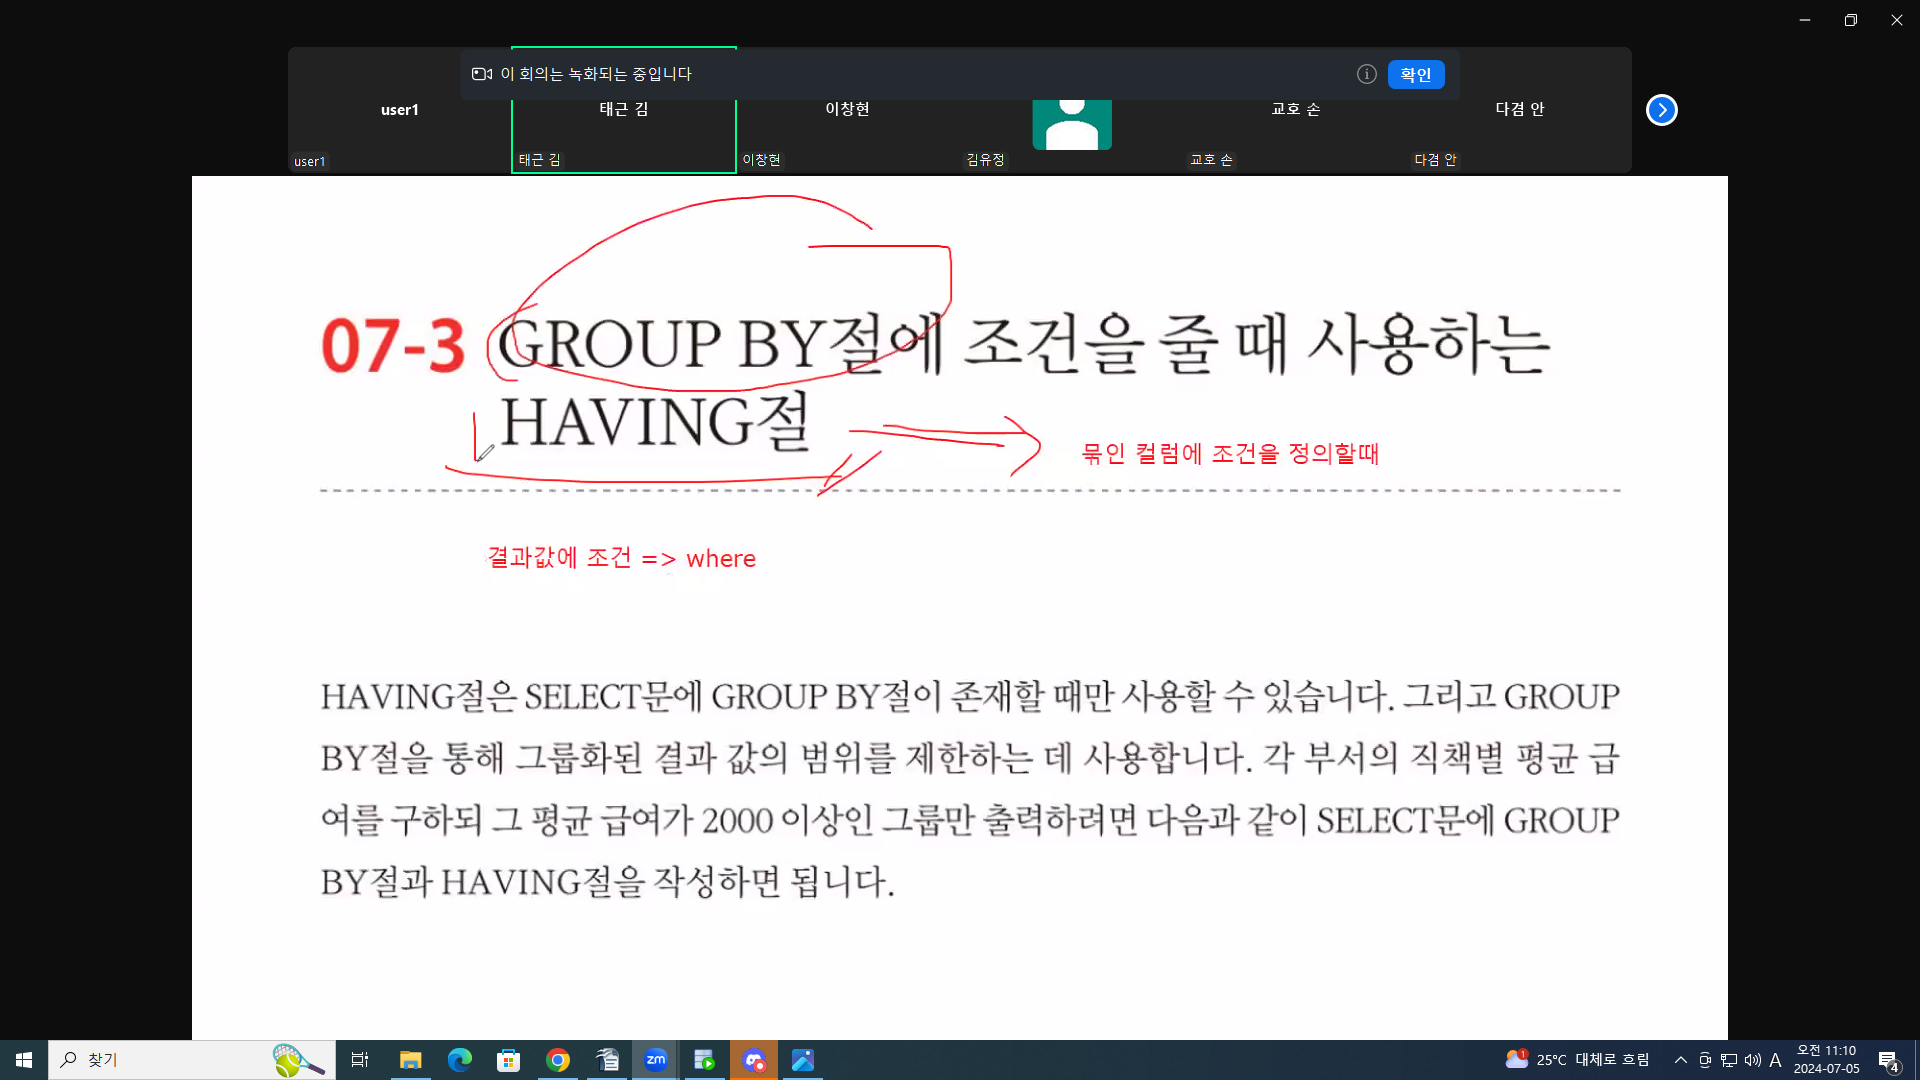 이 회의는 녹화되는 중입니다
확인
user1
태근 김
이창현
교호 손
다겸 안
user1
태근 김
이창현
김유정
교호 손
다겸 안
07-3 GROUP BY절에 조건을 줄 때 사용하는
HAVING절
묶인 컬럼에 조건을 정의할때
결과값에 조건 => where
HAVING절은 SELECT문에 GROUP BY절이 존재할 때만 사용할 수 있습니다. 그리고 GROUP
BY절을 통해 그룹화된 결과 값의 범위를 제한하는 데 사용합니다. 각 부서의 직책별 평균 급
여를 구하되 그 평균 급여가 2000 이상인 그룹만 출력하려면 다음과 같이 SELECT문에 GROUP
BY절과 HAVING절을 작성하면 됩니다.
찾기
zm
1
25°C 대체로 흐림
A
오전 11:10
2024-07-05
4